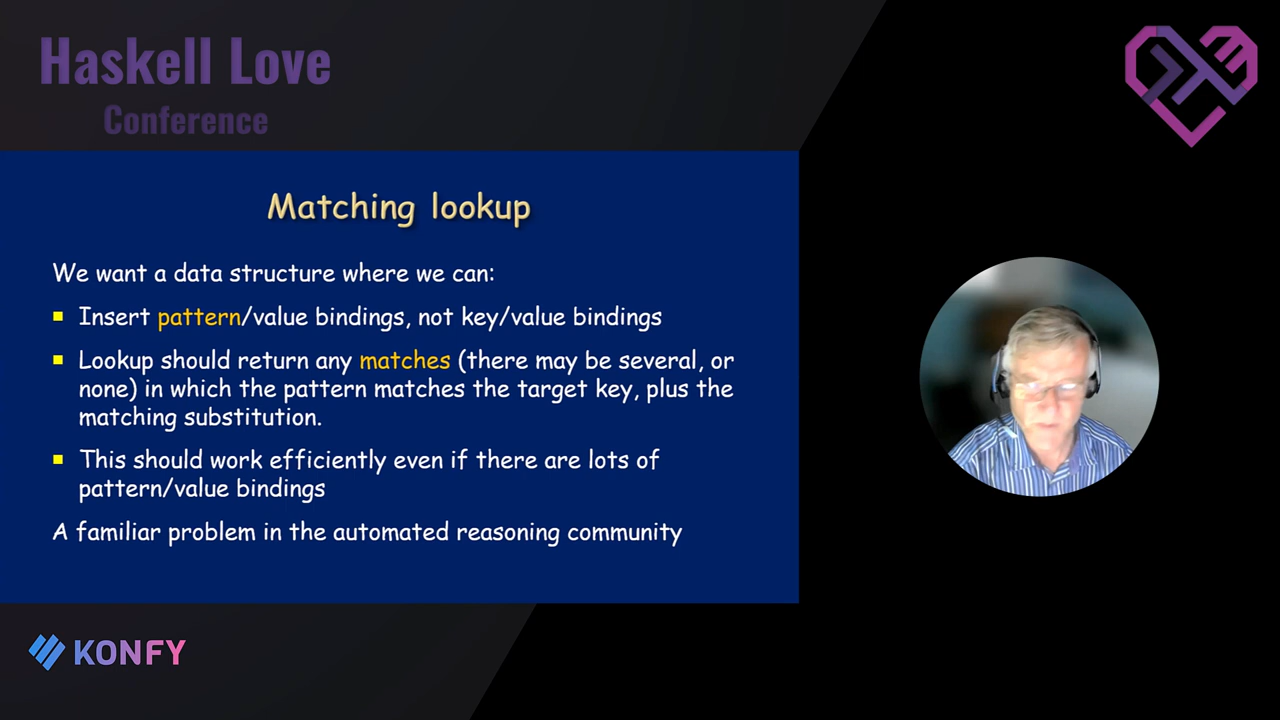 Haskell Love
Conference
Matching lookup
We want a data structure where we can:
Insert pattern/value bindings, not key/value bindings
Lookup should return any matches (there may be several, or
none) in which the pattern matches the target key, plus the
matching substitution.
This should work efficiently even if there are lots of
pattern/value bindings
A familiar problem in the automated reasoning community
KONFY